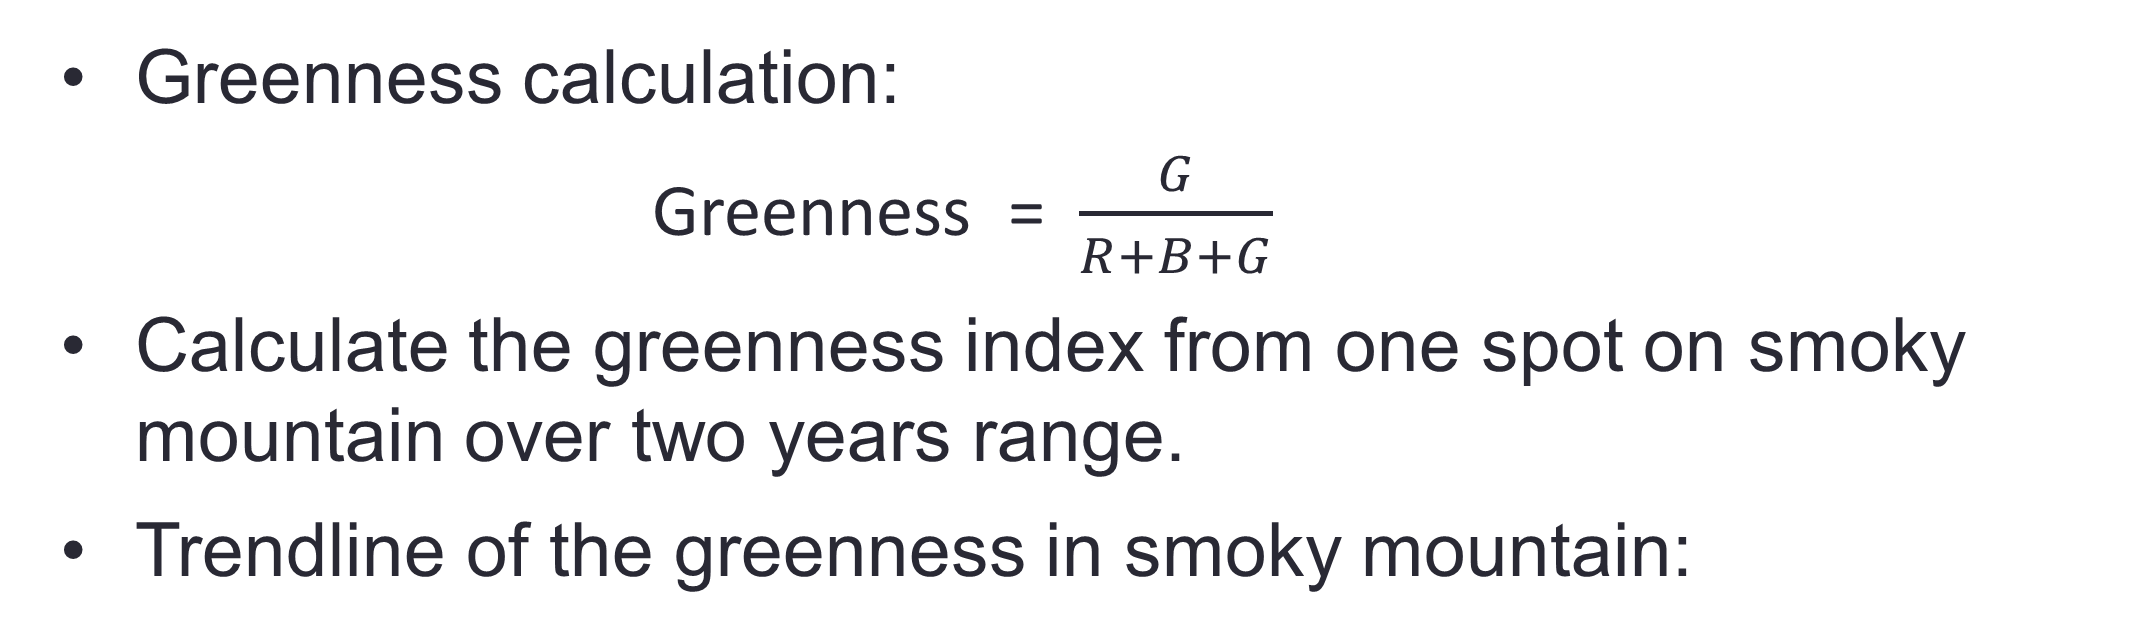 • Greenness calculation:
Greenness = G / R+B+G
• Calculate the greenness index from one spot on smoky
mountain over two years range.
• Trendline of the greenness in smoky mountain: